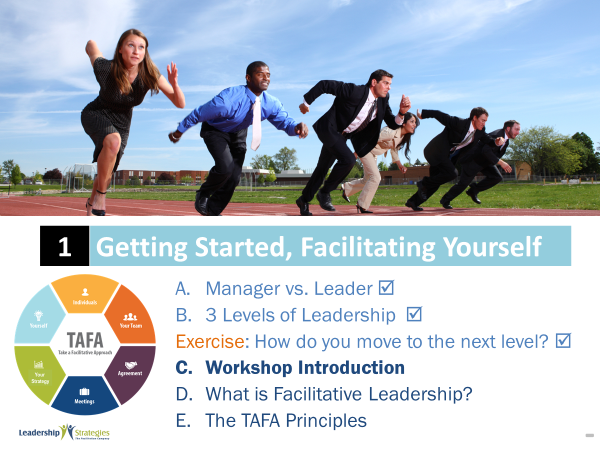 1 Getting Started, Facilitating Yourself
A. Manager vs. Leader ☑
B. 3 Levels of Leadership ☑
Exercise: How do you move to the next level? ☑
C. Workshop Introduction
D. What is Facilitative Leadership?
E. The TAFA Principles
Individuals
Yourself
Your Team
TAFA
Take a Facilitative Approach
Your
Strategy
Agreement
Meetings
Leadership Strategies
The Facilitation Company